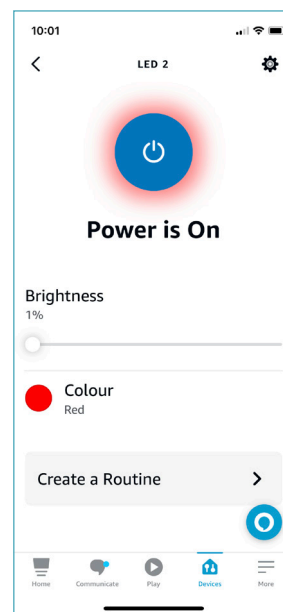 10:01
LED 2
Power is On
Brightness
1%
Colour
Red
Create a Routine
Home Communicate Play Devices More